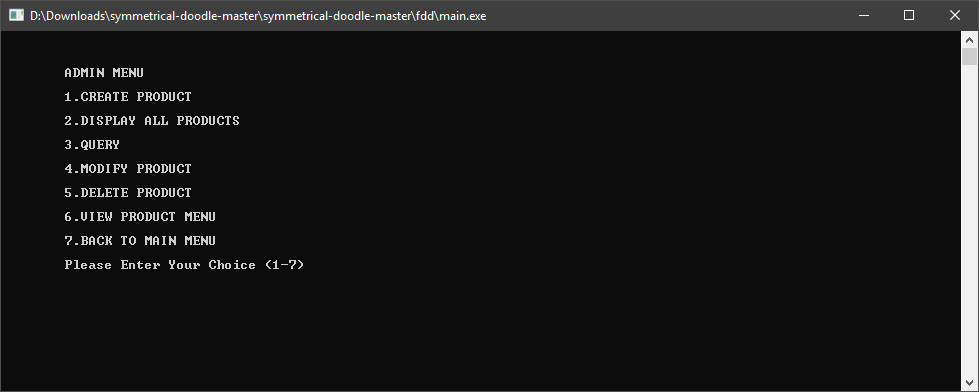 D:\Downloads\symmetrical-doodle-master\symmetrical-doodle-master\fdd\main.exe
ADMIN MENU
1.CREATE PRODUCT
2.DISPLAY ALL PRODUCTS
3.QUERY
4.MODIFY PRODUCT
5.DELETE PRODUCT
6.VIEW PRODUCT MENU
7.BACK TO MAIN MENU
Please Enter Your Choice (1-7)